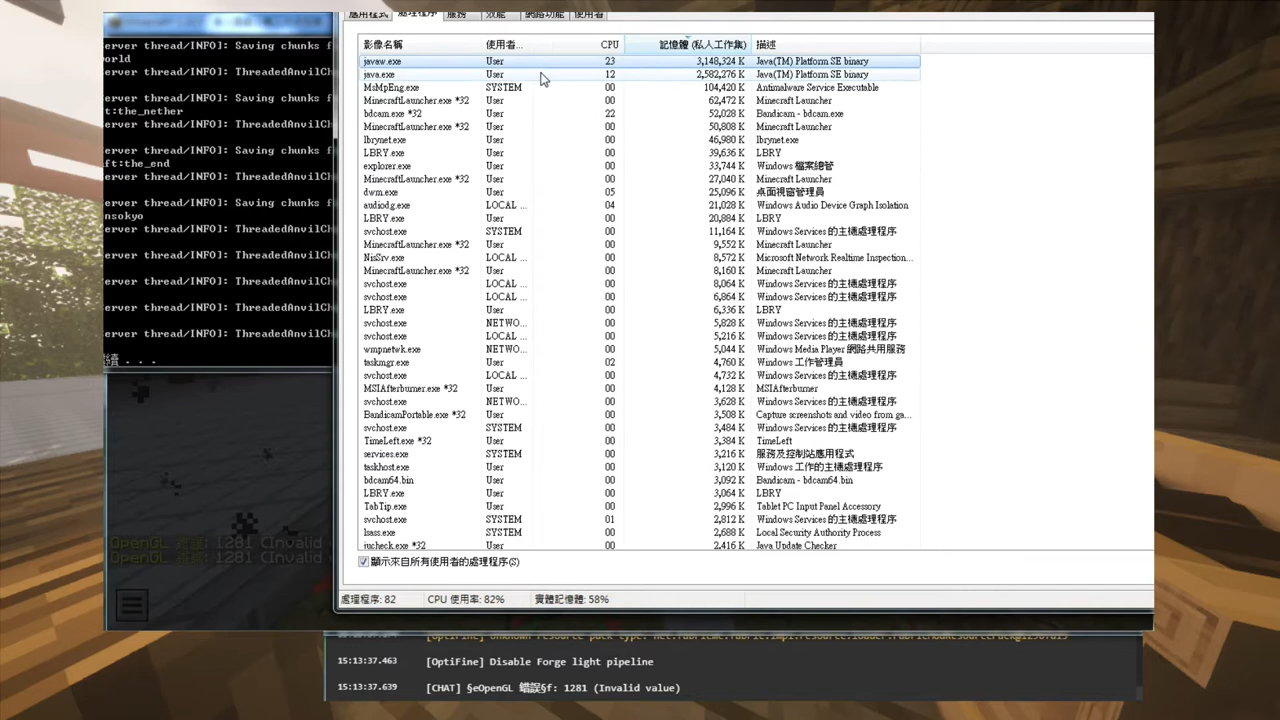 應用程式 處理程序 服務 效能 網路功能 使用者
影像名稱 使用者... CPU 記憶體 (私人工作集) 描述
javaw.exe User 23 3,148,324 K Java(TM) Platform SE binary
java.exe User 12 2,582,276 K Java(TM) Platform SE binary
MsMpEng.exe SYSTEM 00 104,420 K Antimalware Service Executable
MinecraftLauncher.exe *32 User 00 62,472 K Minecraft Launcher
bdcam.exe *32 User 22 52,028 K Bandicam - bdcam.exe
MinecraftLauncher.exe *32 User 00 50,808 K Minecraft Launcher
lbrynet.exe User 00 46,980 K lbrynet.exe
LBRY.exe User 00 39,636 K LBRY
explorer.exe User 00 33,744 K Windows 檔案總管
MinecraftLauncher.exe *32 User 00 27,040 K Minecraft Launcher
dwm.exe User 05 25,096 K 桌面視窗管理員
audiodg.exe LOCAL ... 04 21,028 K Windows Audio Device Graph Isolation
LBRY.exe User 00 20,884 K LBRY
svchost.exe SYSTEM 00 11,164 K Windows Services 的主機處理程序
MinecraftLauncher.exe *32 User 00 9,552 K Minecraft Launcher
NisSrv.exe LOCAL ... 00 8,572 K Microsoft Network Realtime Inspection...
MinecraftLauncher.exe *32 User 00 8,160 K Minecraft Launcher
svchost.exe LOCAL ... 00 8,064 K Windows Services 的主機處理程序
svchost.exe LOCAL ... 00 6,864 K Windows Services 的主機處理程序
LBRY.exe User 00 6,336 K LBRY
svchost.exe NETWO... 00 5,828 K Windows Services 的主機處理程序
svchost.exe LOCAL ... 00 5,216 K Windows Services 的主機處理程序
wmpnetwk.exe NETWO... 00 5,044 K Windows Media Player 網路共用服務
taskmgr.exe User 02 4,760 K Windows 工作管理員
svchost.exe LOCAL ... 00 4,732 K Windows Services 的主機處理程序
MSIAfterburner.exe *32 User 00 4,128 K MSIAfterburner
svchost.exe NETWO... 00 3,628 K Windows Services 的主機處理程序
BandicamPortable.exe *32 User 00 3,508 K Capture screenshots and video from ga...
svchost.exe SYSTEM 00 3,484 K Windows Services 的主機處理程序
TimeLeft.exe *32 User 00 3,384 K TimeLeft
services.exe SYSTEM 00 3,216 K 服務及控制站應用程式
taskhost.exe User 00 3,120 K Windows 工作的主機處理程序
bdcam64.bin User 00 3,092 K Bandicam - bdcam64.bin
LBRY.exe User 00 3,064 K LBRY
TabTip.exe User 00 2,996 K Tablet PC Input Panel Accessory
svchost.exe SYSTEM 01 2,812 K Windows Services 的主機處理程序
lsass.exe SYSTEM 00 2,688 K Local Security Authority Process
jucheck.exe *32 User 00 2,416 K Java Update Checker
顯示來自所有使用者的處理程序(S)
處理程序: 82 CPU 使用率: 82% 實體記憶體: 58%
erver thread/INFO]: Saving chunks f
orld
erver thread/INFO]: ThreadedAnvilCh
erver thread/INFO]: Saving chunks f
t:the_nether
erver thread/INFO]: ThreadedAnvilCh
erver thread/INFO]: Saving chunks f
ft:the_end
erver thread/INFO]: ThreadedAnvilCh
erver thread/INFO]: Saving chunks f
nsokyo
erver thread/INFO]: ThreadedAnvilCh
erver thread/INFO]: ThreadedAnvilCh
erver thread/INFO]: ThreadedAnvilCh
erver thread/INFO]: ThreadedAnvilCh
erver thread/INFO]: ThreadedAnvilCh
續 . . .
OpenGL 錯誤: 1281 (Invalid
OpenGL 錯誤: 1281 (Invalid
15:13:37.463 [OptiFine] Disable Forge light pipeline
15:13:37.639 [CHAT] §eOpenGL 錯誤§f: 1281 (Invalid value)